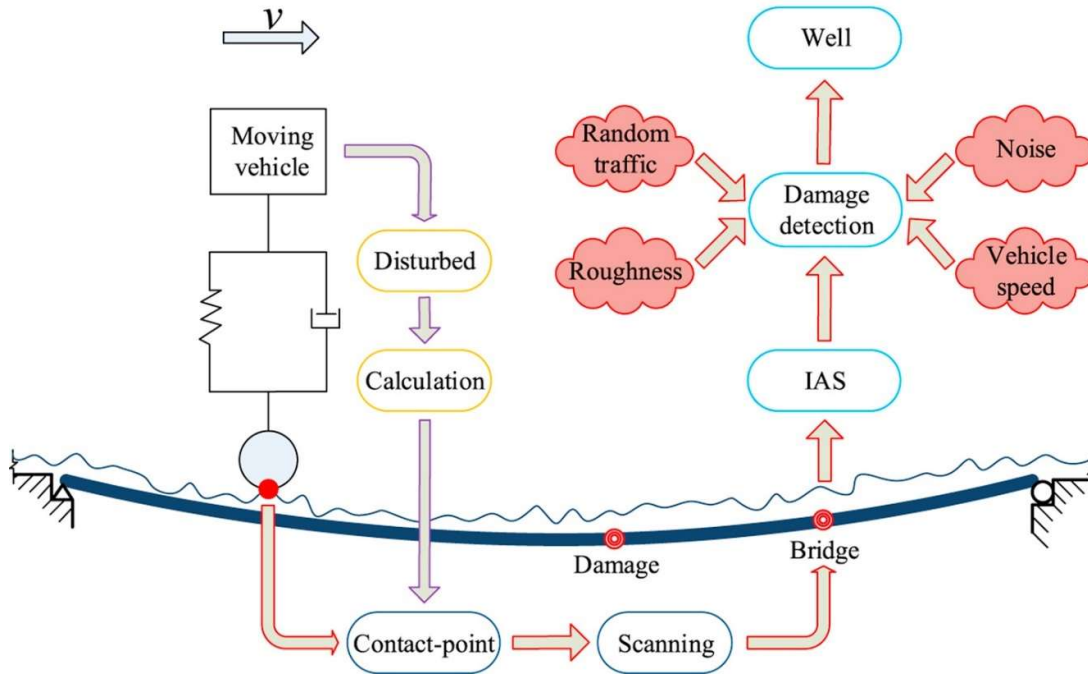 v
Moving
vehicle
Disturbed
Calculation
Contact-point
Scanning
Damage
Bridge
IAS
Damage
detection
Random
traffic
Roughness
Noise
Vehicle
speed
Well